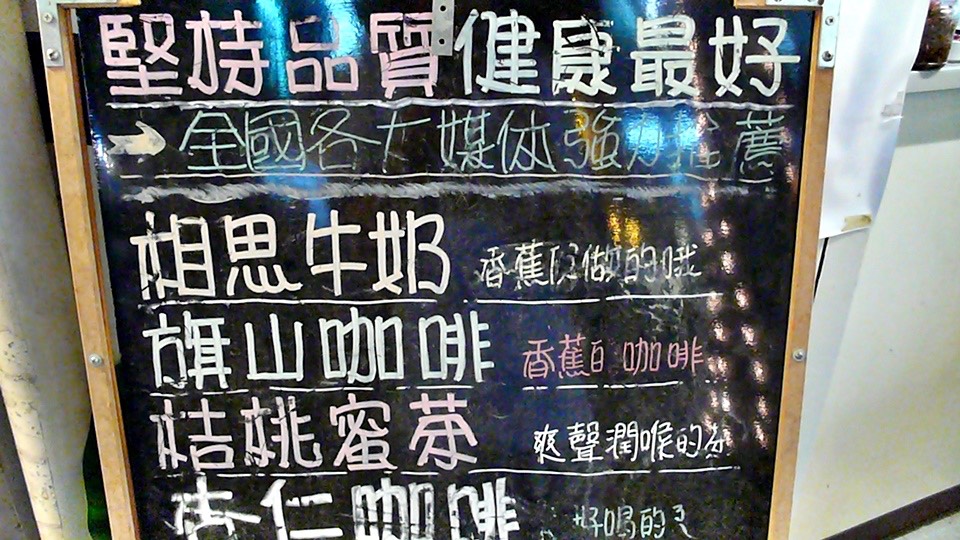 堅持品質健康最好
全國各大媒体強力推薦
相思牛奶 香蕉做的哦
旗山咖啡 香蕉白咖啡
桔桃蜜茶 爽聲潤喉的茶
杏仁咖啡 好喝的